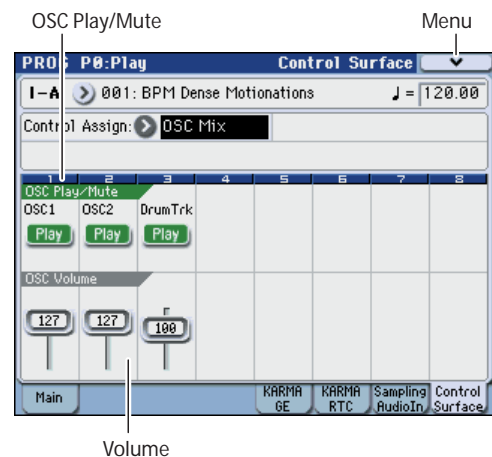 OSC Play/Mute Menu
PROG P0:Play Control Surface
I-A 001: BPM Dense Motionations ♩= 120.00
Control Assign: OSC Mix
1 2 3 4 5 6 7 8
OSC Play/Mute
OSC1 OSC2 DrumTrk
Play Play Play
OSC Volume
127 127 100
Main KARMA GE KARMA RTC Sampling AudioIn Control Surface
Volume